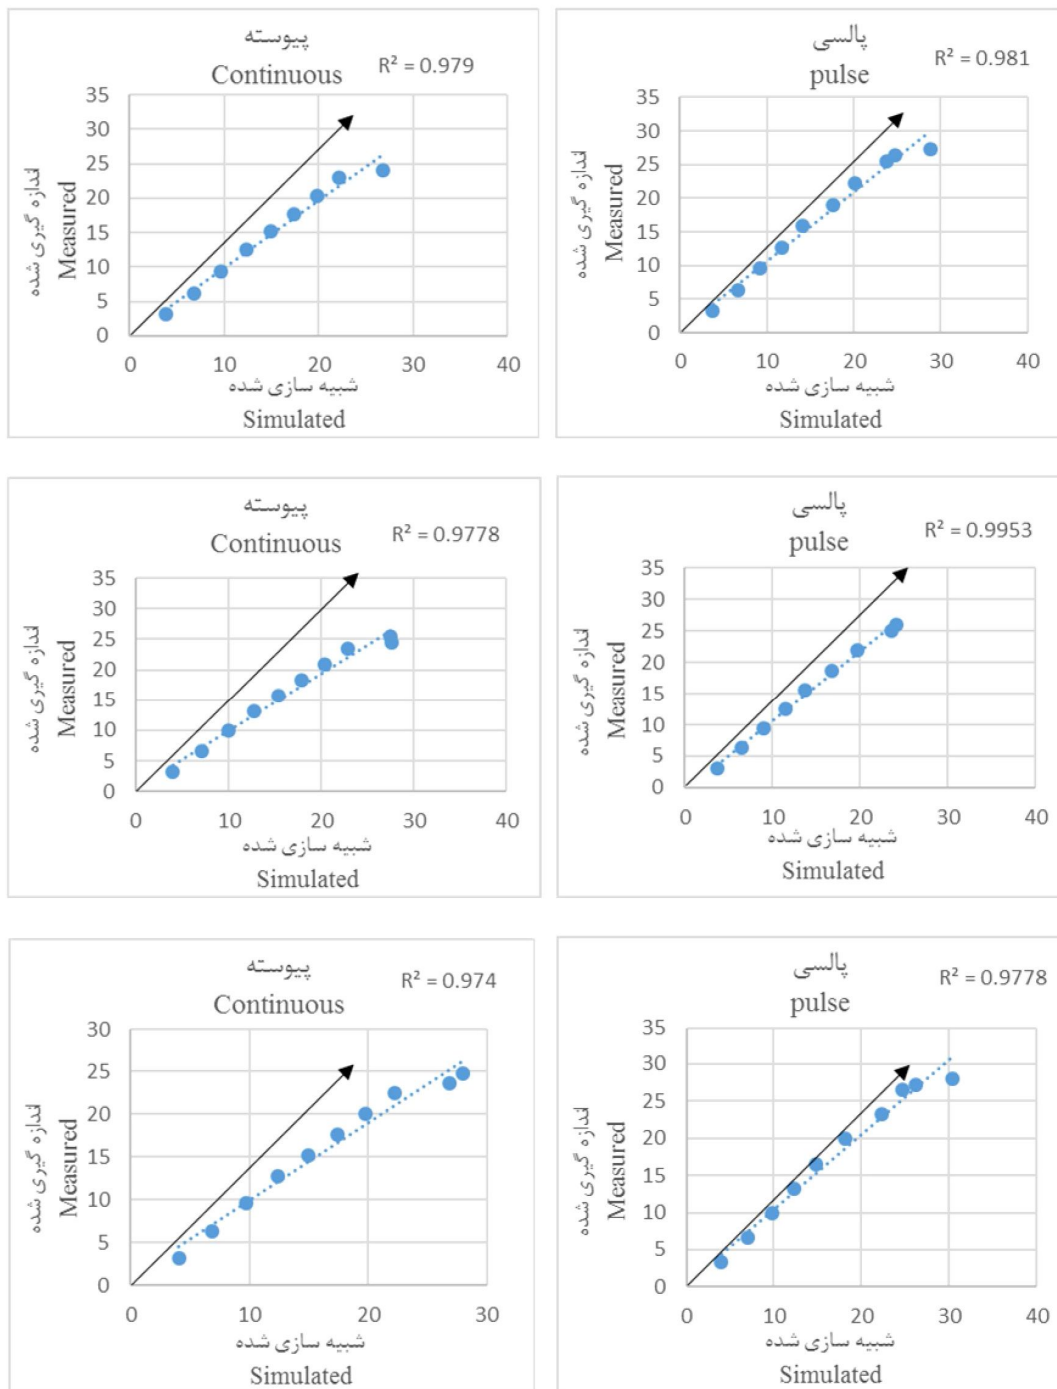 پیوسته
Continuous
R² = 0.979
35
30
25
20
15
10
5
0
0 10 20 30 40
اندازه گیری شده
Measured
شبیه سازی شده
Simulated
پالسی
pulse
R² = 0.981
35
30
25
20
15
10
5
0
0 10 20 30 40
اندازه گیری شده
Measured
شبیه سازی شده
Simulated
پیوسته
Continuous
R² = 0.9778
35
30
25
20
15
10
5
0
0 10 20 30 40
اندازه گیری شده
Measured
شبیه سازی شده
Simulated
پالسی
pulse
R² = 0.9953
35
30
25
20
15
10
5
0
0 10 20 30 40
اندازه گیری شده
Measured
شبیه سازی شده
Simulated
پیوسته
Continuous
R² = 0.974
30
25
20
15
10
5
0
0 10 20 30
اندازه گیری شده
Measured
شبیه سازی شده
Simulated
پالسی
pulse
R² = 0.9778
35
30
25
20
15
10
5
0
0 10 20 30 40
اندازه گیری شده
Measured
شبیه سازی شده
Simulated